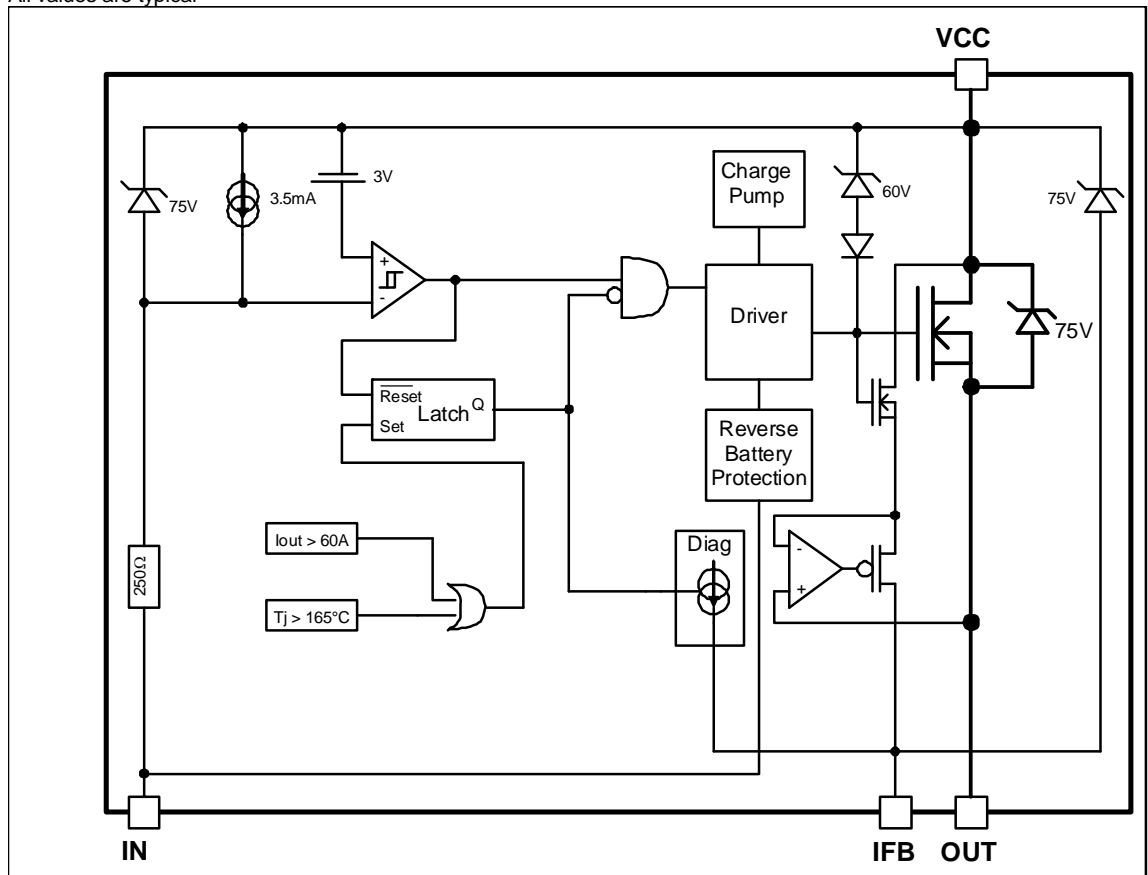 All values are typical
VCC
75V
3.5mA
3V
Charge
Pump
60V
75V
+
-
Driver
75V
Reset
Latch
Q
Set
Reverse
Battery
Protection
Iout > 60A
Tj > 165°C
250Ω
Diag
-
+
IN
IFB
OUT